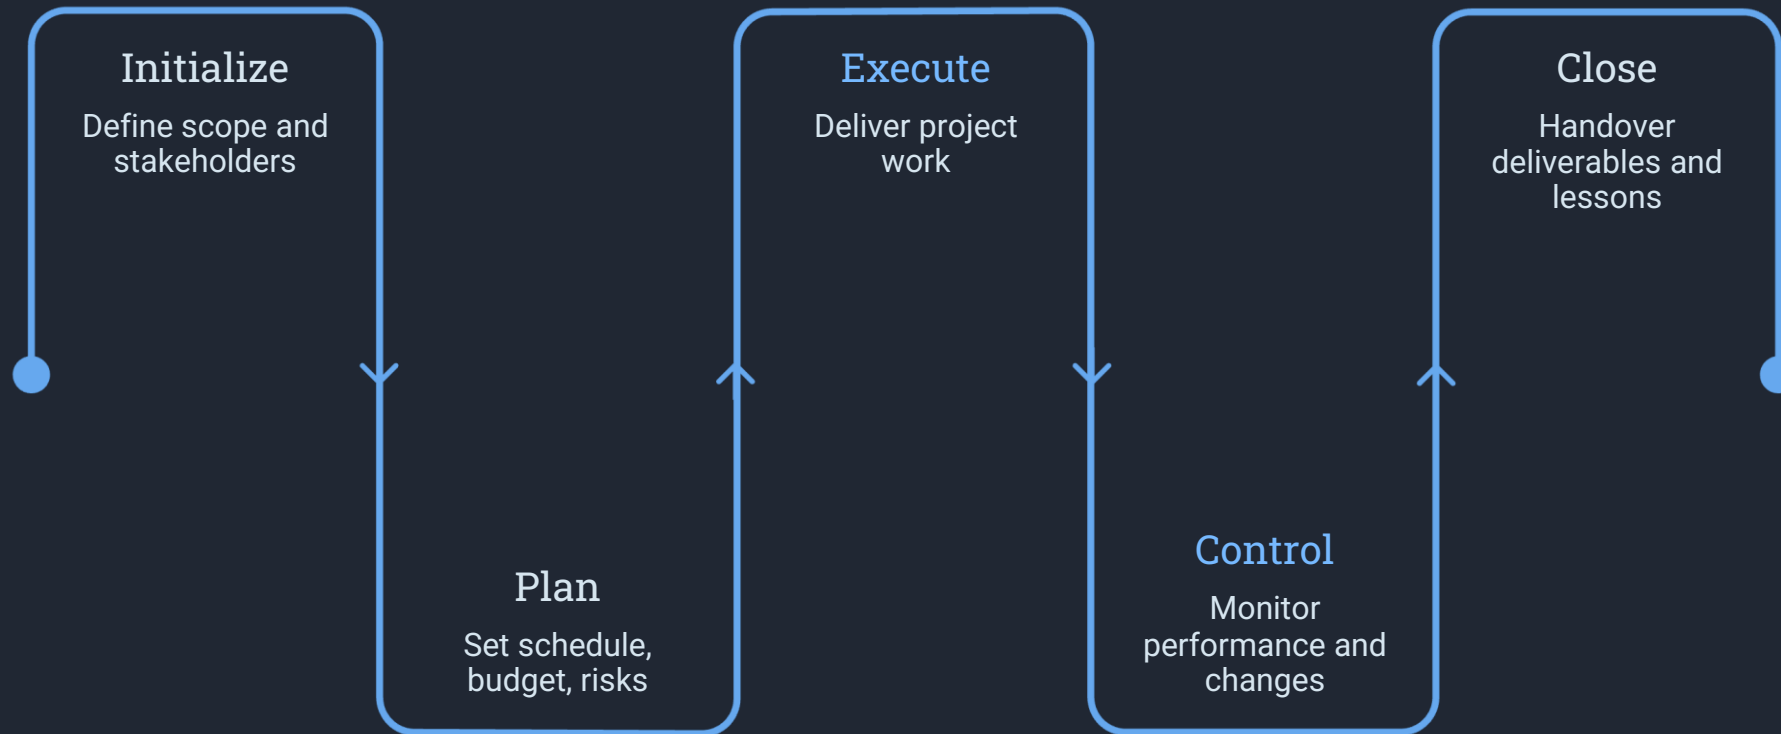 Initialize
Define scope and
stakeholders
Plan
Set schedule,
budget, risks
Execute
Deliver project
work
Control
Monitor
performance and
changes
Close
Handover
deliverables and
lessons